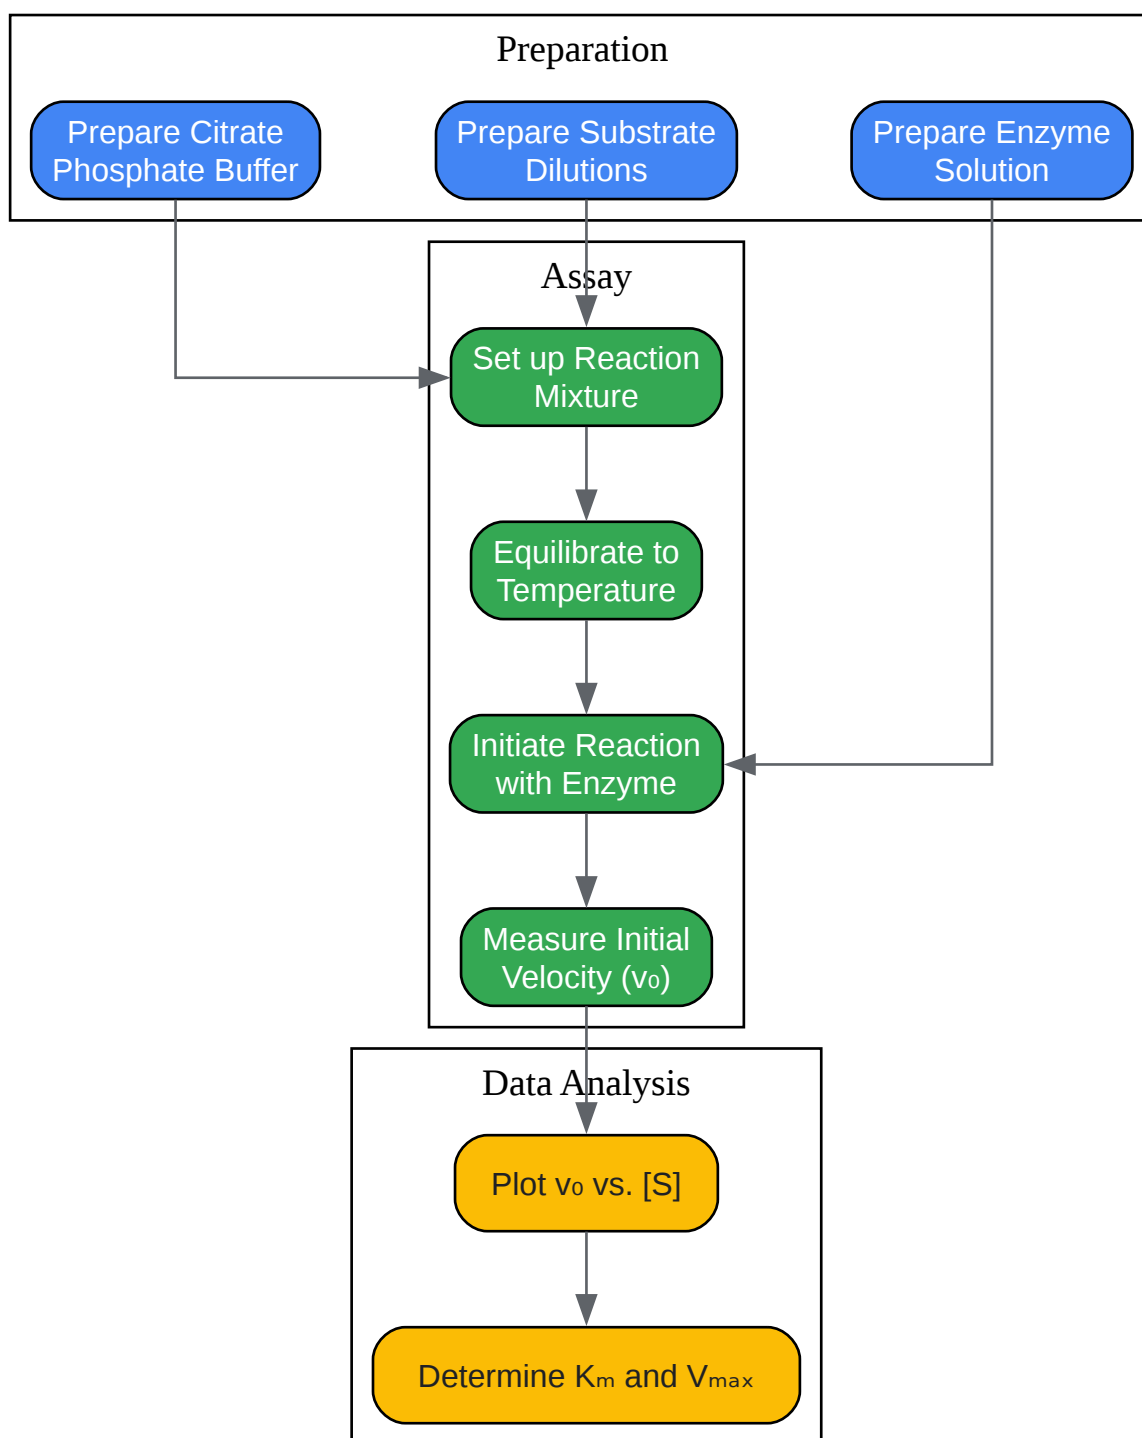 Preparation
Prepare Citrate
Phosphate Buffer
Prepare Substrate
Dilutions
Prepare Enzyme
Solution
Assay
Set up Reaction
Mixture
Equilibrate to
Temperature
Initiate Reaction
with Enzyme
Measure Initial
Velocity (v₀)
Data Analysis
Plot v₀ vs. [S]
Determine Kₘ and Vₘₐₓ